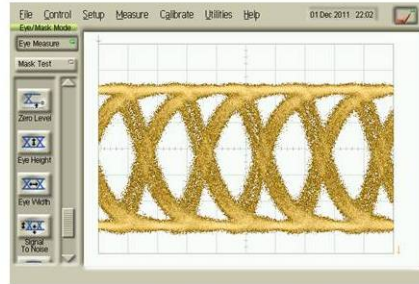 File Control Setup Measure Calibrate Utilities Help 01 Dec 2011 22:02
Eye/Mask Mode
Eye Measure
Mask Test
Zero Level
Eye Height
Eye Width
Signal
To Noise